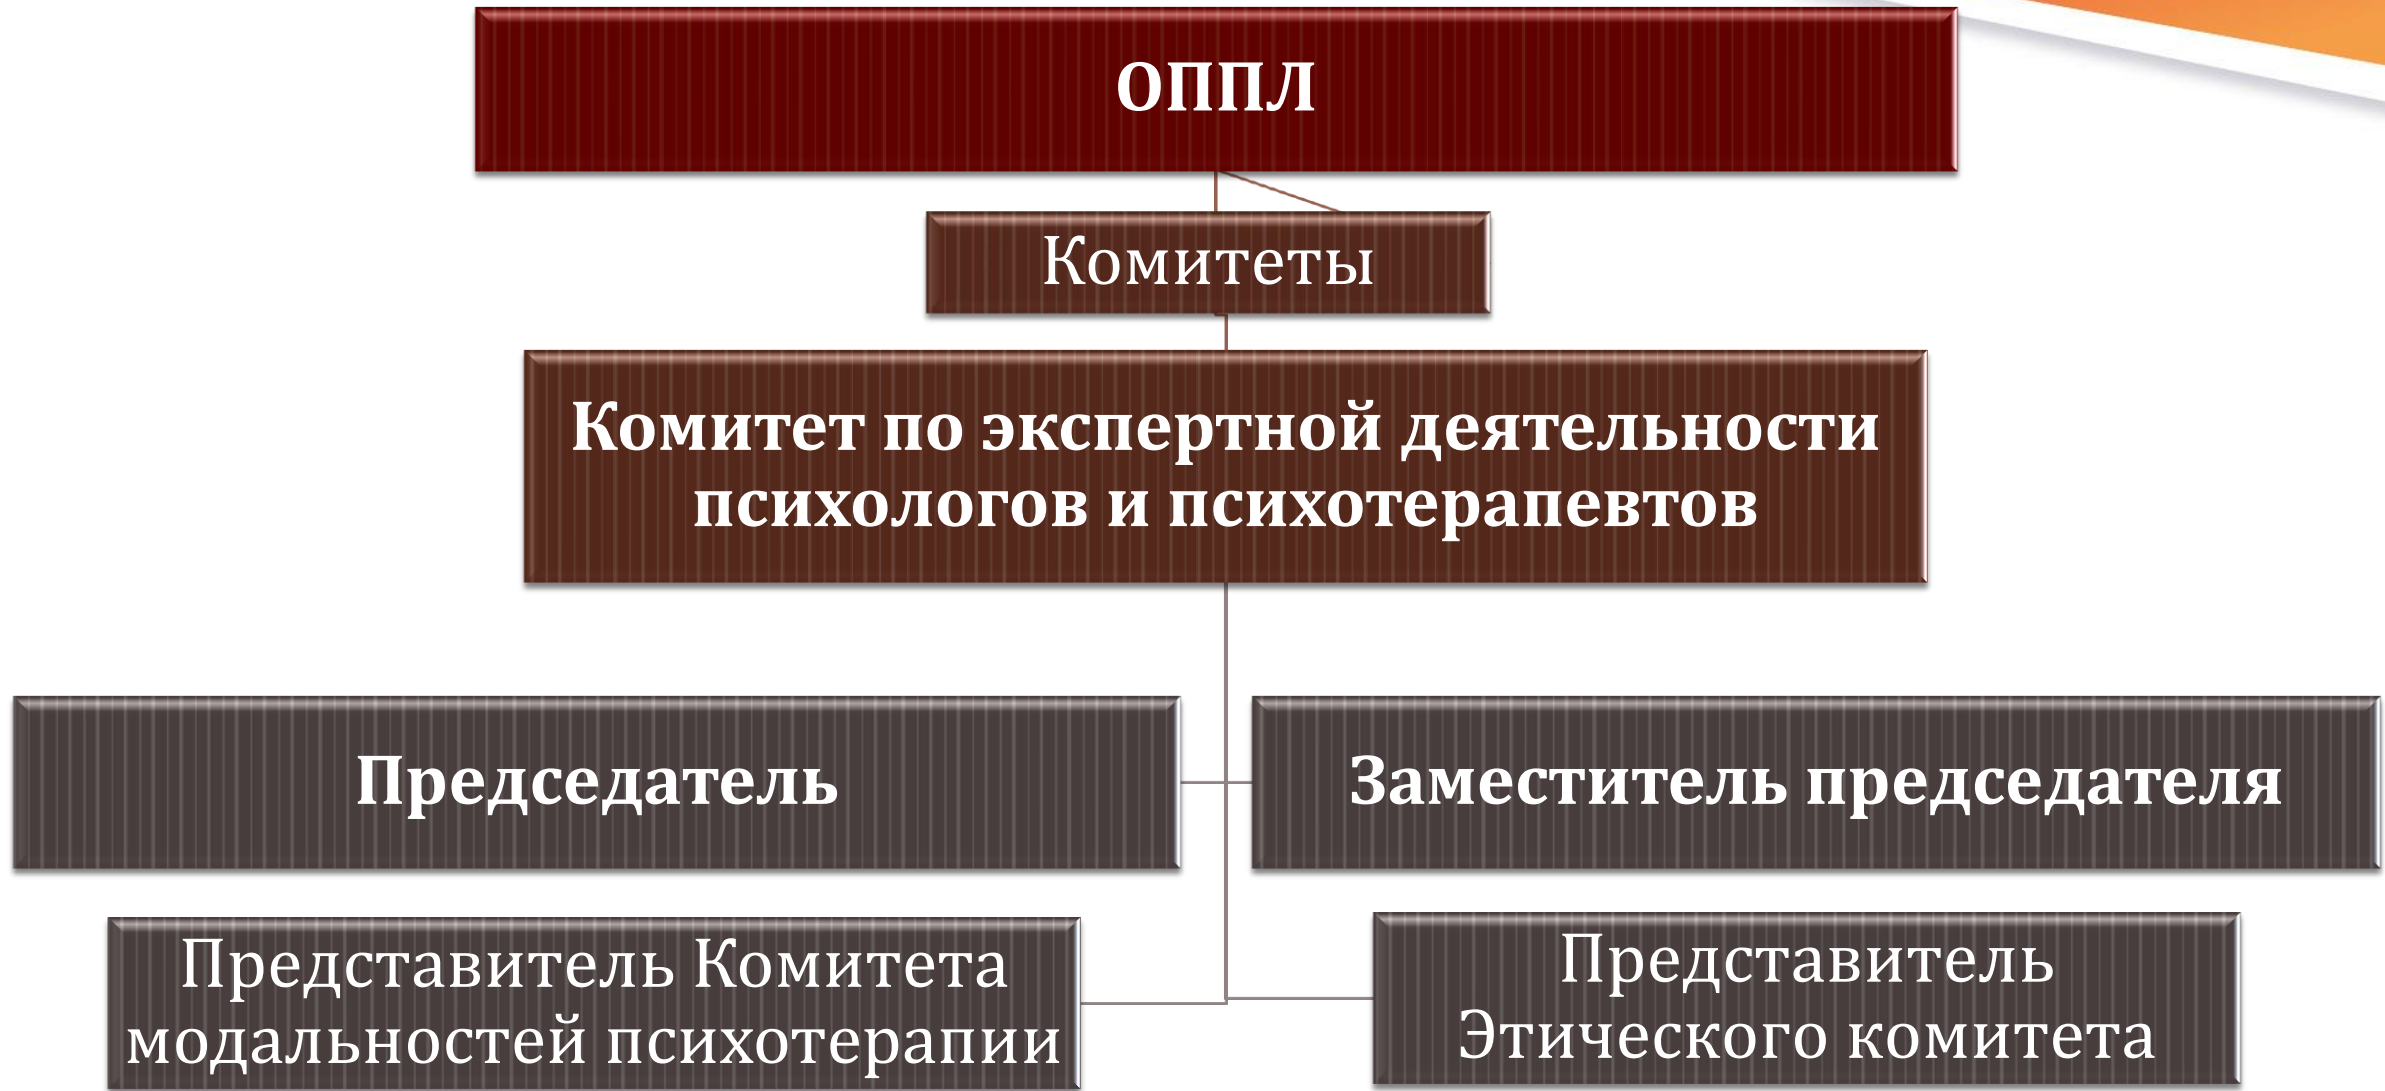 ОППЛ
Комитеты
Комитет по экспертной деятельности
психологов и психотерапевтов
Председатель
Заместитель председателя
Представитель Комитета
модальностей психотерапии
Представитель
Этического комитета